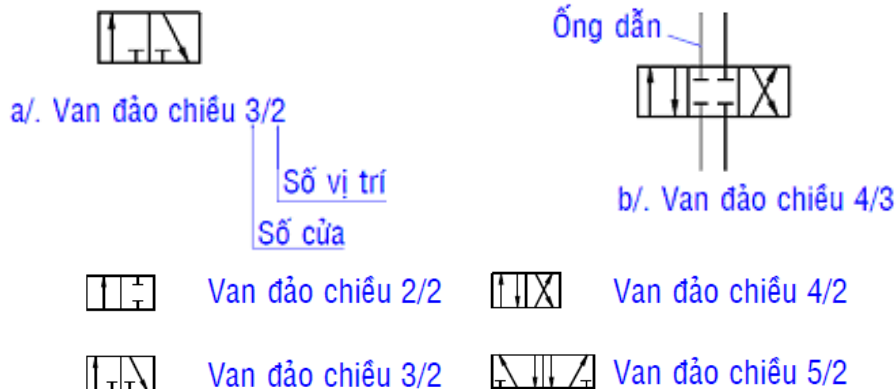 Ống dẫn
a/. Van đảo chiều 3/2
Số vị trí
Số cửa
b/. Van đảo chiều 4/3
Van đảo chiều 2/2
Van đảo chiều 4/2
Van đảo chiều 3/2
Van đảo chiều 5/2